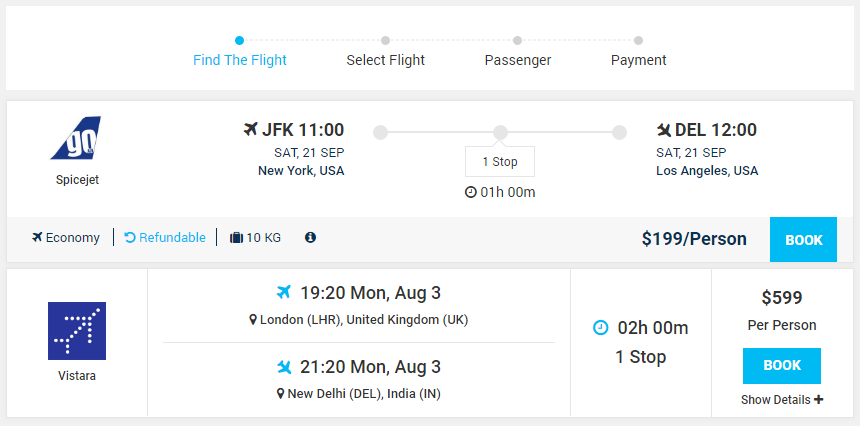 Find The Flight
Select Flight
Passenger
Payment
go
Spicejet
JFK 11:00
SAT, 21 SEP
New York, USA
1 Stop
01h 00m
DEL 12:00
SAT, 21 SEP
Los Angeles, USA
Economy
Refundable
10 KG
$199/Person
BOOK
Vistara
19:20 Mon, Aug 3
London (LHR), United Kingdom (UK)
21:20 Mon, Aug 3
New Delhi (DEL), India (IN)
02h 00m
1 Stop
$599
Per Person
BOOK
Show Details